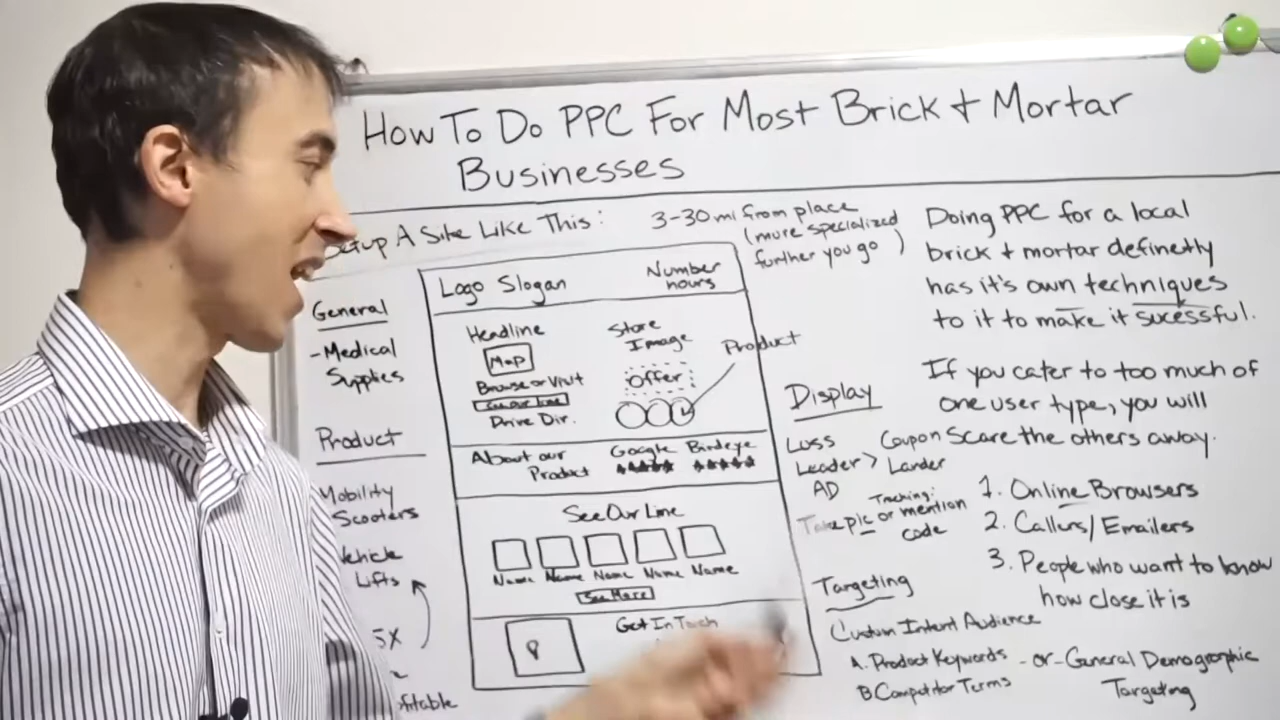 How To Do PPC For Most Brick & Mortar
Businesses
Setup A Site Like This:
3-30 mi from place
(more specialized
further you go)
General
-Medical
Supplies
Product
Mobility
Scooters
Vehicle
Lifts
5X
Logo Slogan
Number
hours
Headline
Map
Browse or Visit
See Our Line
Drive Dir.
Store
Image
Offer
Product
About our
Product
Google Birdeye
See Our Line
Name Name Name Name Name
See More
Get In Touch
Display
Loss
Leader >
AD
Coupon
Lander
Take pic or mention
Tracking:
code
Targeting
Custom Intent Audience
A. Product Keywords
B Competitor Terms
-or- General Demographic
Targeting
Doing PPC for a local
brick & mortar definetly
has it's own techniques
to it to make it sucessful.
If you cater to too much of
one user type, you will
Scare the others away.
1. Online Browsers
2. Callers/Emailers
3. People who want to know
how close it is